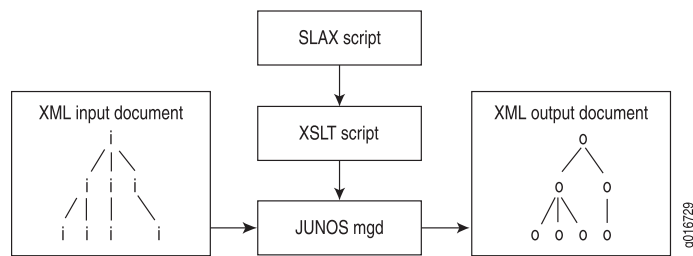 SLAX script
XML input document
XSLT script
XML output document
i
i i i
i i i i
JUNOS mgd
o
o o
o o o o
g016729